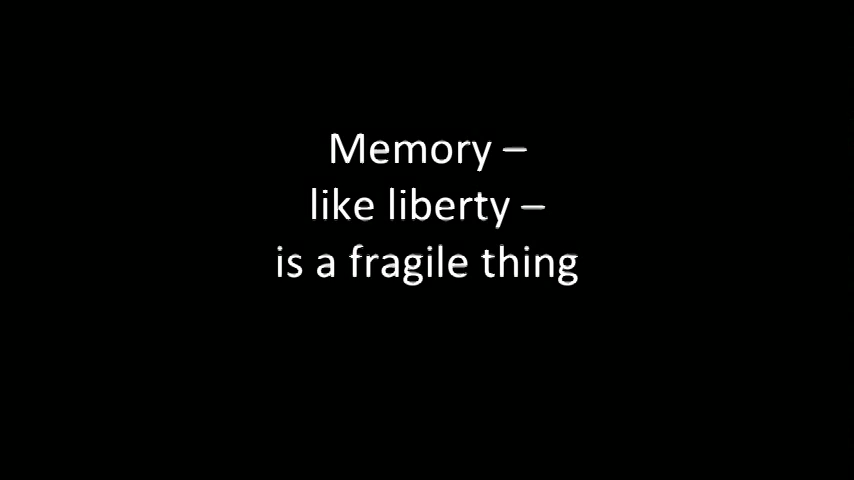 Memory –
like liberty –
is a fragile thing